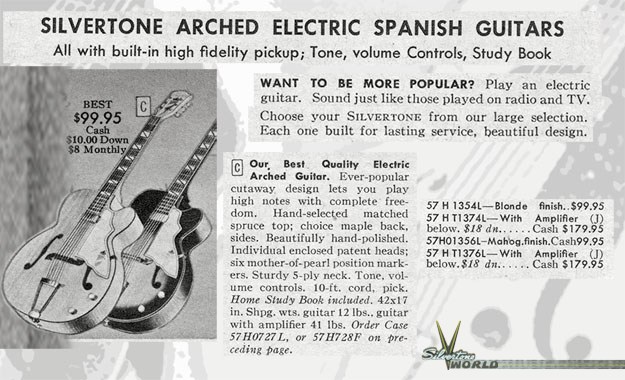 SILVERTONE ARCHED ELECTRIC SPANISH GUITARS
All with built-in high fidelity pickup; Tone, volume Controls, Study Book
BEST
$99.95
Cash
$10.00 Down
$8 Monthly
C
WANT TO BE MORE POPULAR? Play an electric
guitar. Sound just like those played on radio and TV.
Choose your SILVERTONE from our large selection.
Each one built for lasting service, beautiful design.
C Our Best Quality Electric
Arched Guitar. Ever-popular
cutaway design lets you play
high notes with complete free-
dom. Hand-selected matched
spruce top; choice maple back,
sides. Beautifully hand-polished.
Individual enclosed patent heads;
six mother-of-pearl position mark-
ers. Sturdy 5-ply neck. Tone, vol-
ume controls. 10-ft. cord, pick.
Home Study Book included. 42x17
in. Shpg. wts. guitar 12 lbs., guitar
with amplifier 41 lbs. Order Case
57H0727L, or 57H728F on pre-
ceding page.
57 H 1354L—Blonde finish..$99.95
57 H T1374L—With Amplifier (J)
below. $18 dn...... Cash $179.95
57H01356L-Mahog.finish.Cash99.95
57 H T1376L—With Amplifier (J)
below. $18 dn...... Cash $179.95
Silvertone
WORLD